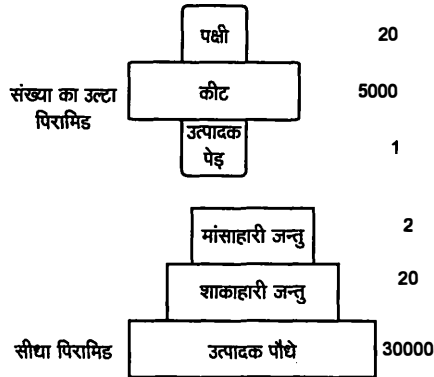 पक्षी 20
संख्या का उल्टा
पिरामिड
कीट 5000
उत्पादक
पेड़
1
मांसाहारी जन्तु 2
शाकाहारी जन्तु 20
सीधा पिरामिड उत्पादक पौधे 30000